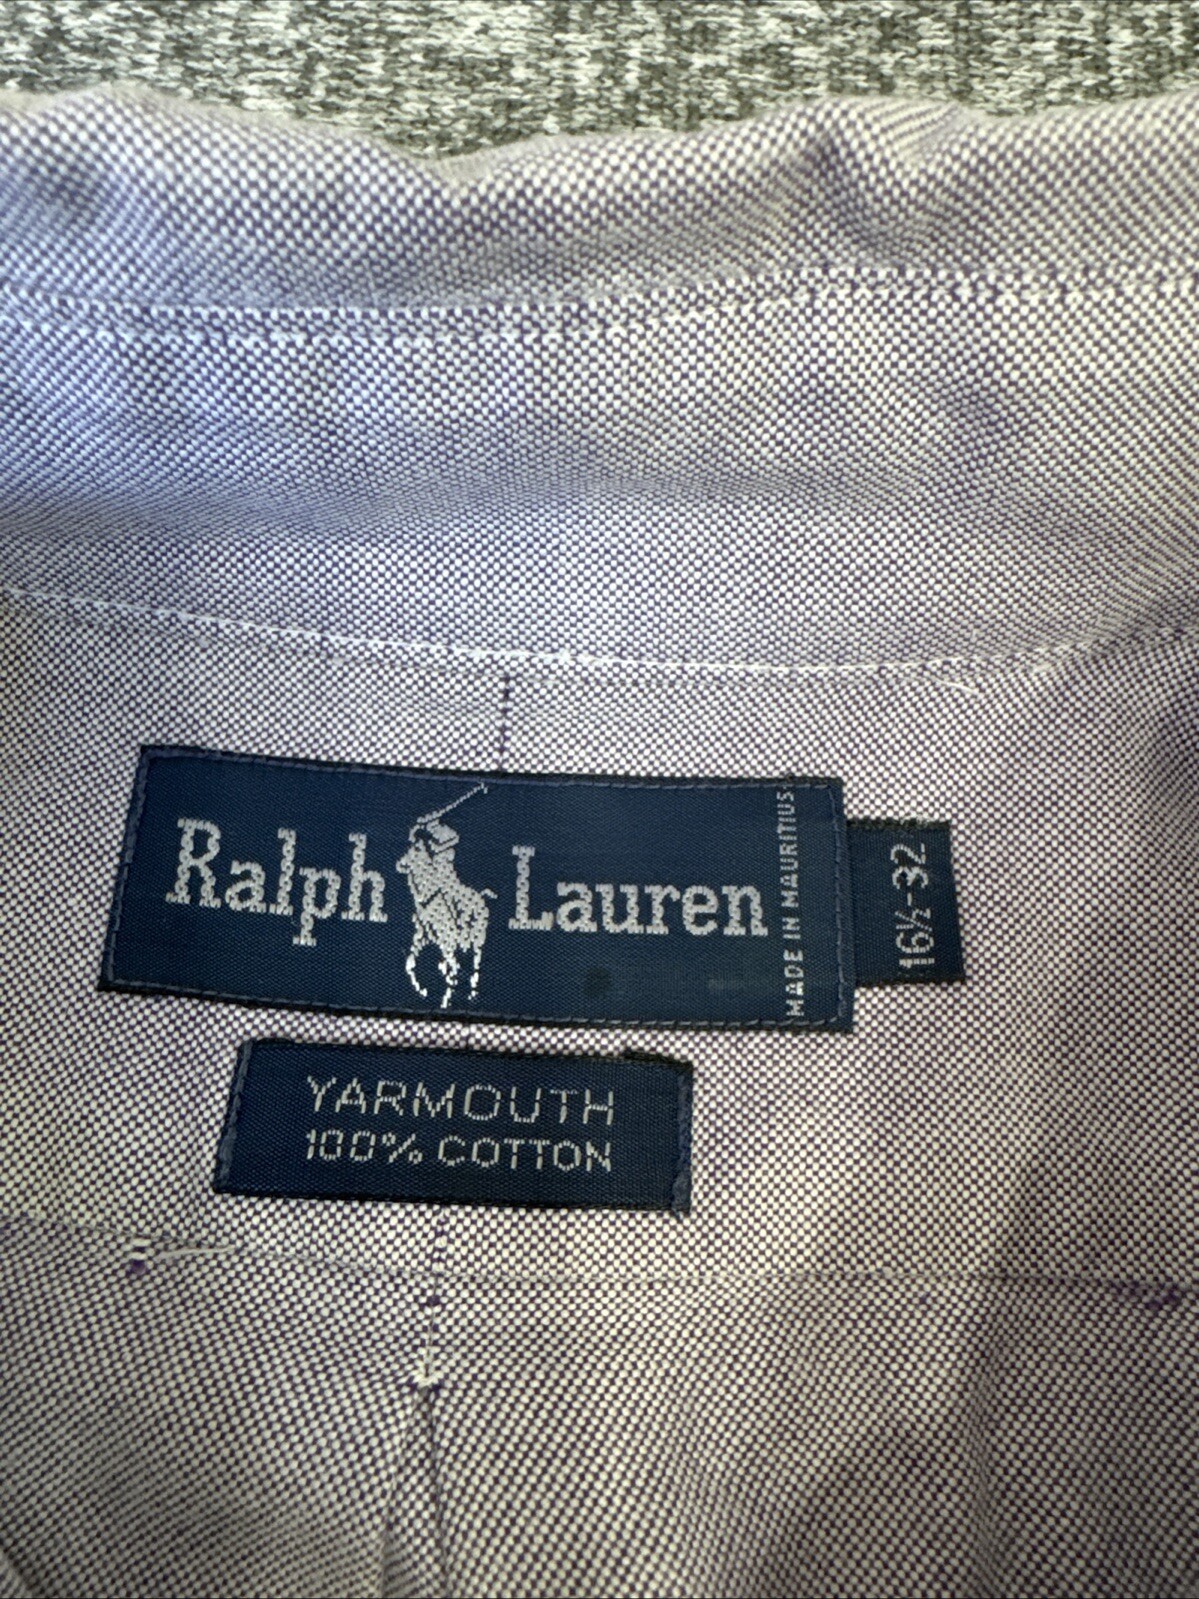 Ralph Lauren
MADE IN MAURITIUS
16½-32
YARMOUTH
100% COTTON